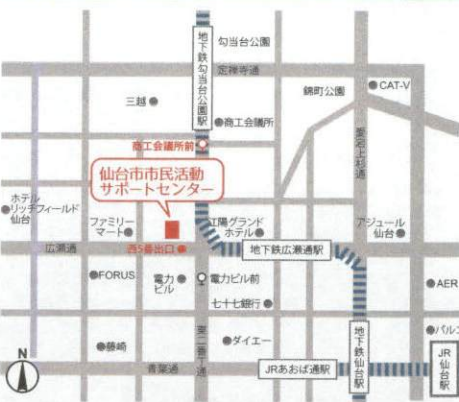 勾当台公園
地下鉄勾当台公園駅
定禅寺通
錦町公園
CAT-V
三越
商工会議所
商工会議所前
愛宕上杉通
仙台市市民活動
サポートセンター
ホテル
リッチフィールド
仙台
ファミリー
マート
江陽グランド
ホテル
アジュール
仙台
広瀬通
西5番出口
地下鉄広瀬通駅
FORUS
電力
ビル
電力ビル前
AER
七十七銀行
東二番丁通
地下鉄仙台駅
藤崎
ダイエー
N
青葉通
JRあおば通駅
JR
仙台駅